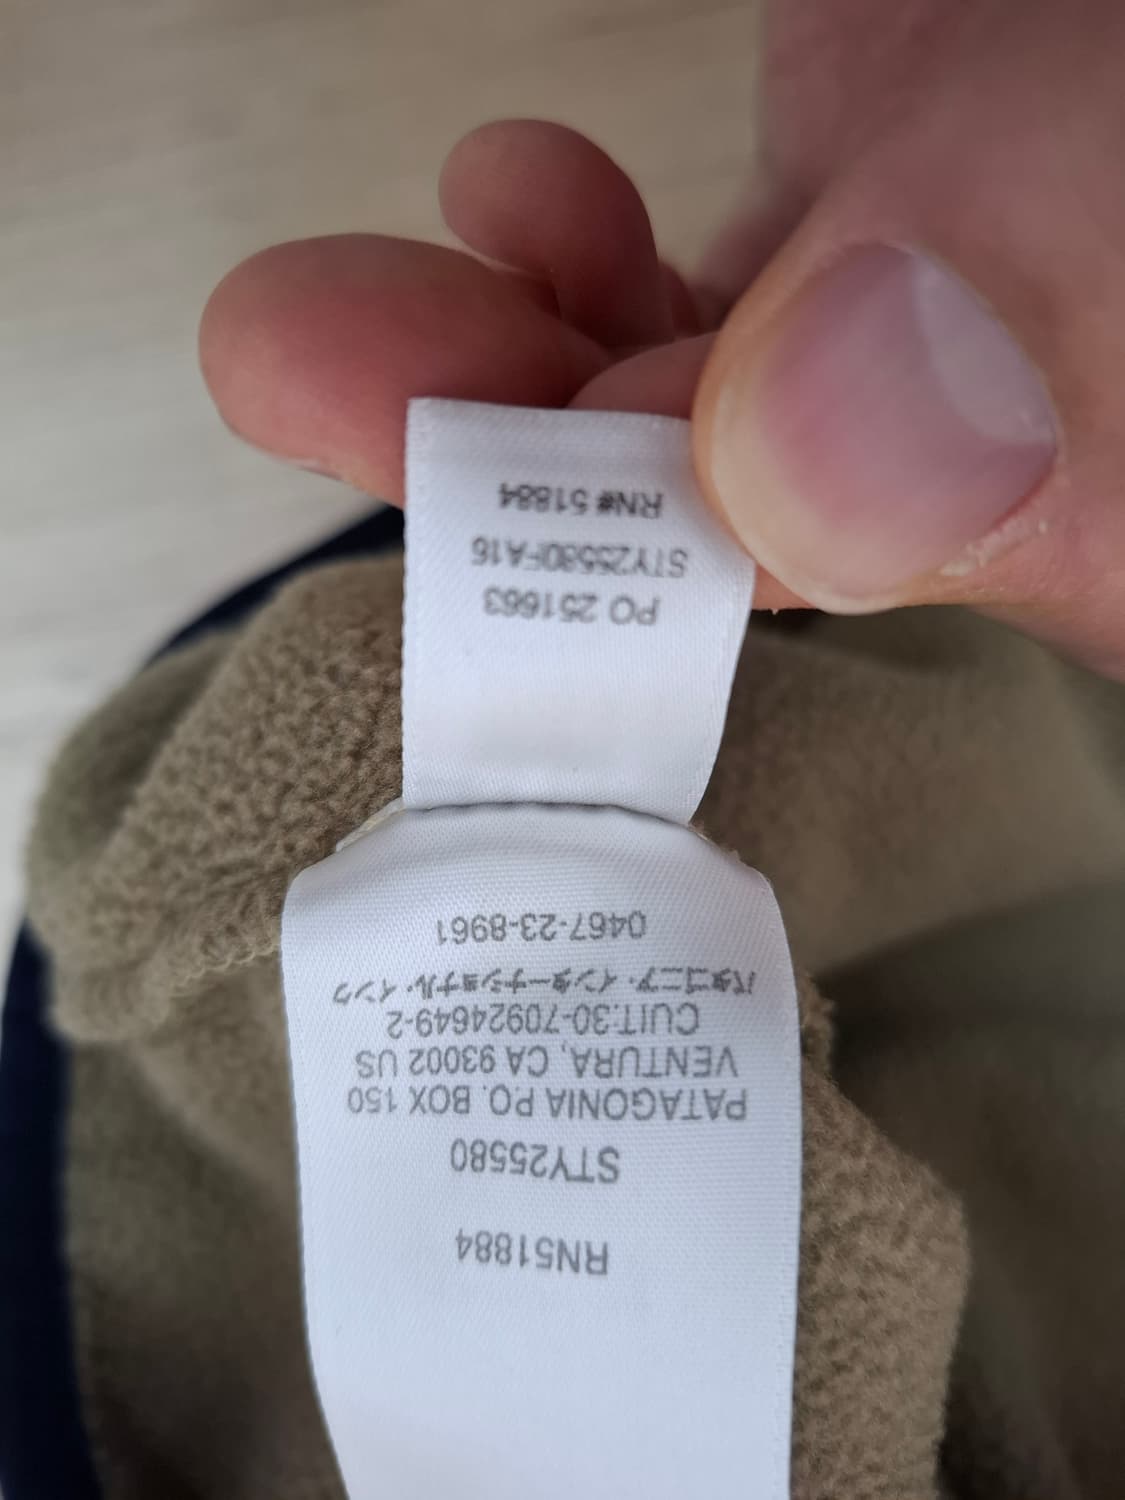 RN51884
STY25580
PATAGONIA P.O. BOX 150
VENTURA, CA 93002 US
CUIT:30-70924649-2
パタゴニア・インターナショナル・インク
0467-23-8961
PO 251663
STY25580FA16
RN# 51884